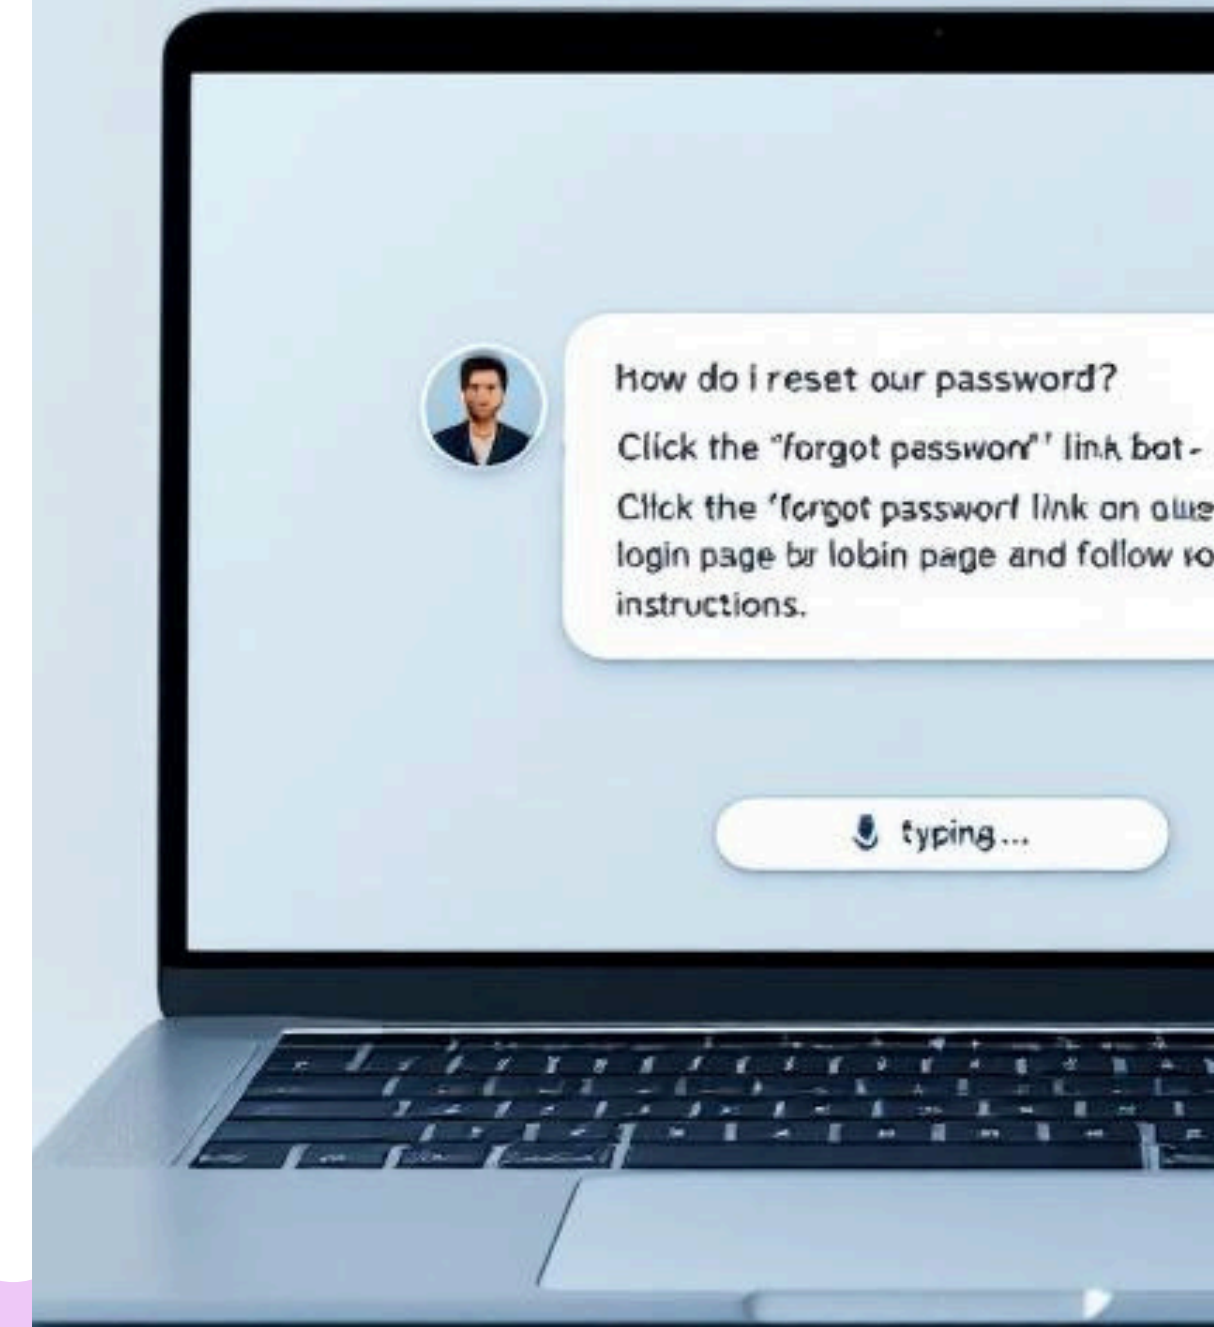 How do i reset our password?
Click the "forgot passwor"' link bot-
Click the 'forgot passworf link on
login page br lobin page and follow
instructions.
typing...